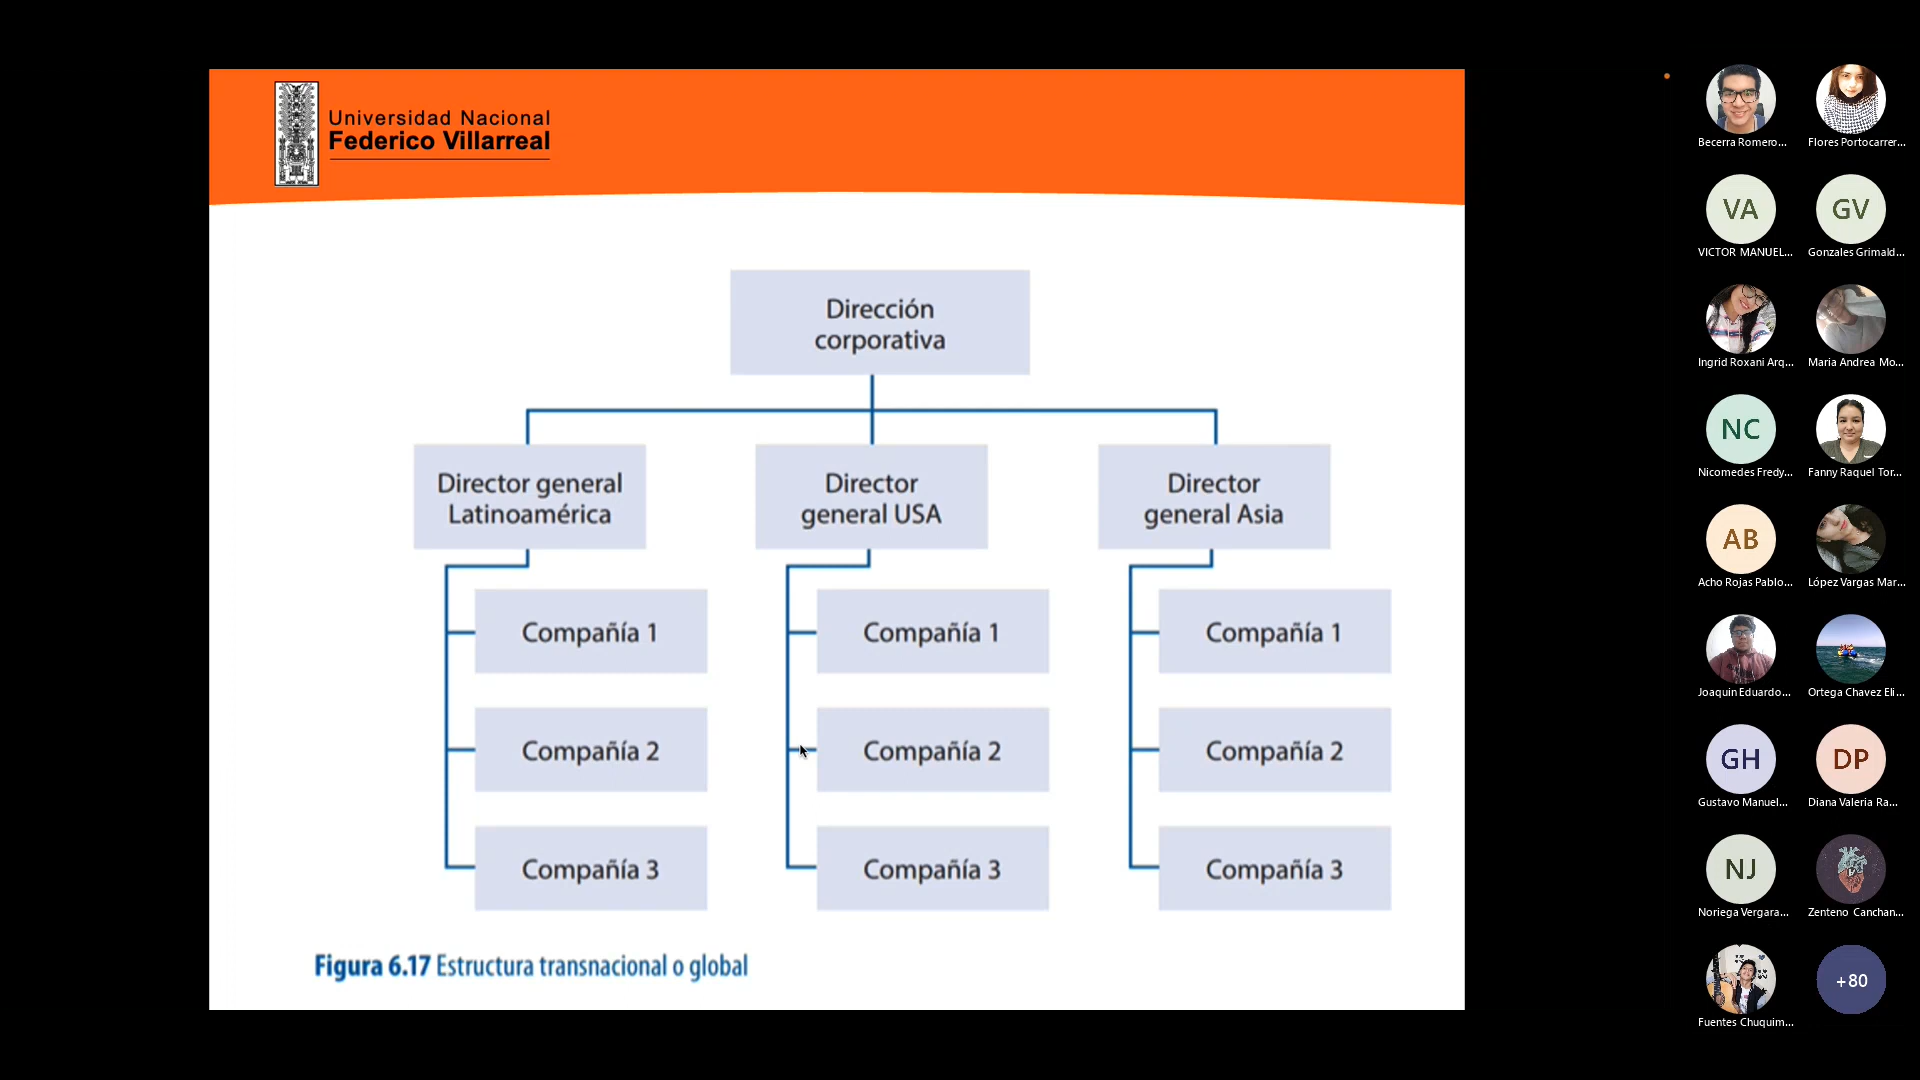 Universidad Nacional
Federico Villarreal
Dirección
corporativa
Director general
Latinoamérica
Director
general USA
Director
general Asia
Compañía 1
Compañía 1
Compañía 1
Compañía 2
Compañía 2
Compañía 2
Compañía 3
Compañía 3
Compañía 3
Figura 6.17 Estructura transnacional o global
Becerra Romero...
Flores Portocarrer...
VA
GV
VICTOR MANUEL...
Gonzales Grimald...
Ingrid Roxani Arq...
Maria Andrea Mo...
NC
Nicomedes Fredy...
Fanny Raquel Tor...
AB
Acho Rojas Pablo...
López Vargas Mar...
Joaquin Eduardo...
Ortega Chavez Eli...
GH
DP
Gustavo Manuel...
Diana Valeria Ra...
NJ
Noriega Vergara...
Zenteno Canchan...
+80
Fuentes Chuquim...